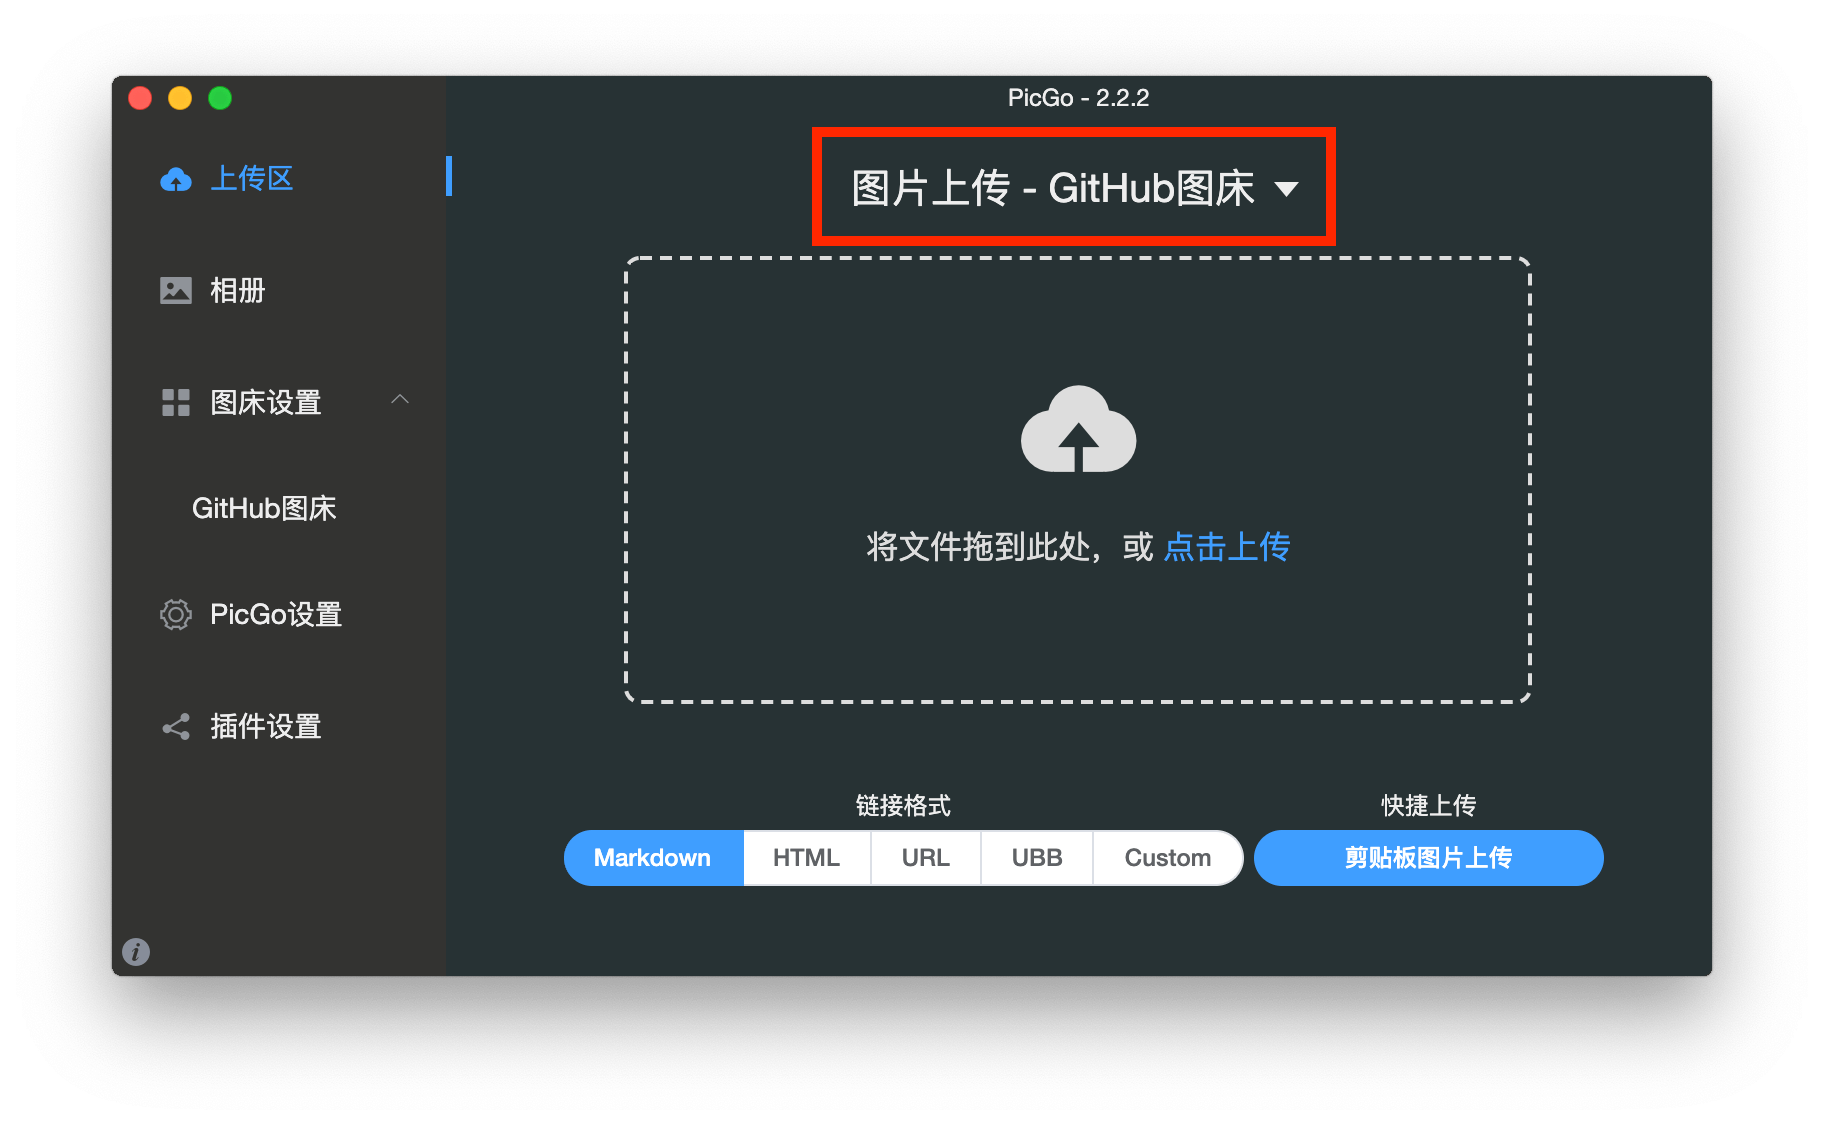 PicGo - 2.2.2
上传区
相册
图床设置
GitHub图床
PicGo设置
插件设置
图片上传 - GitHub图床
将文件拖到此处，或 点击上传
链接格式
Markdown HTML URL UBB Custom
快捷上传
剪贴板图片上传
i